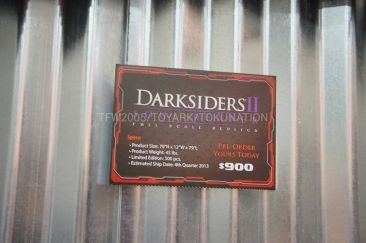 DARKSIDERS II
TFW2005/TOYARK/TOKUNATION
FULL SCALE REPLICA
Specs:
• Product Size: 70"H x 12"W x 79"L
• Product Weight: 45 lbs.
• Limited Edition: 500 pcs.
• Estimated Ship Date: 4th Quarter 2013
PRE-ORDER
YOURS TODAY
$900